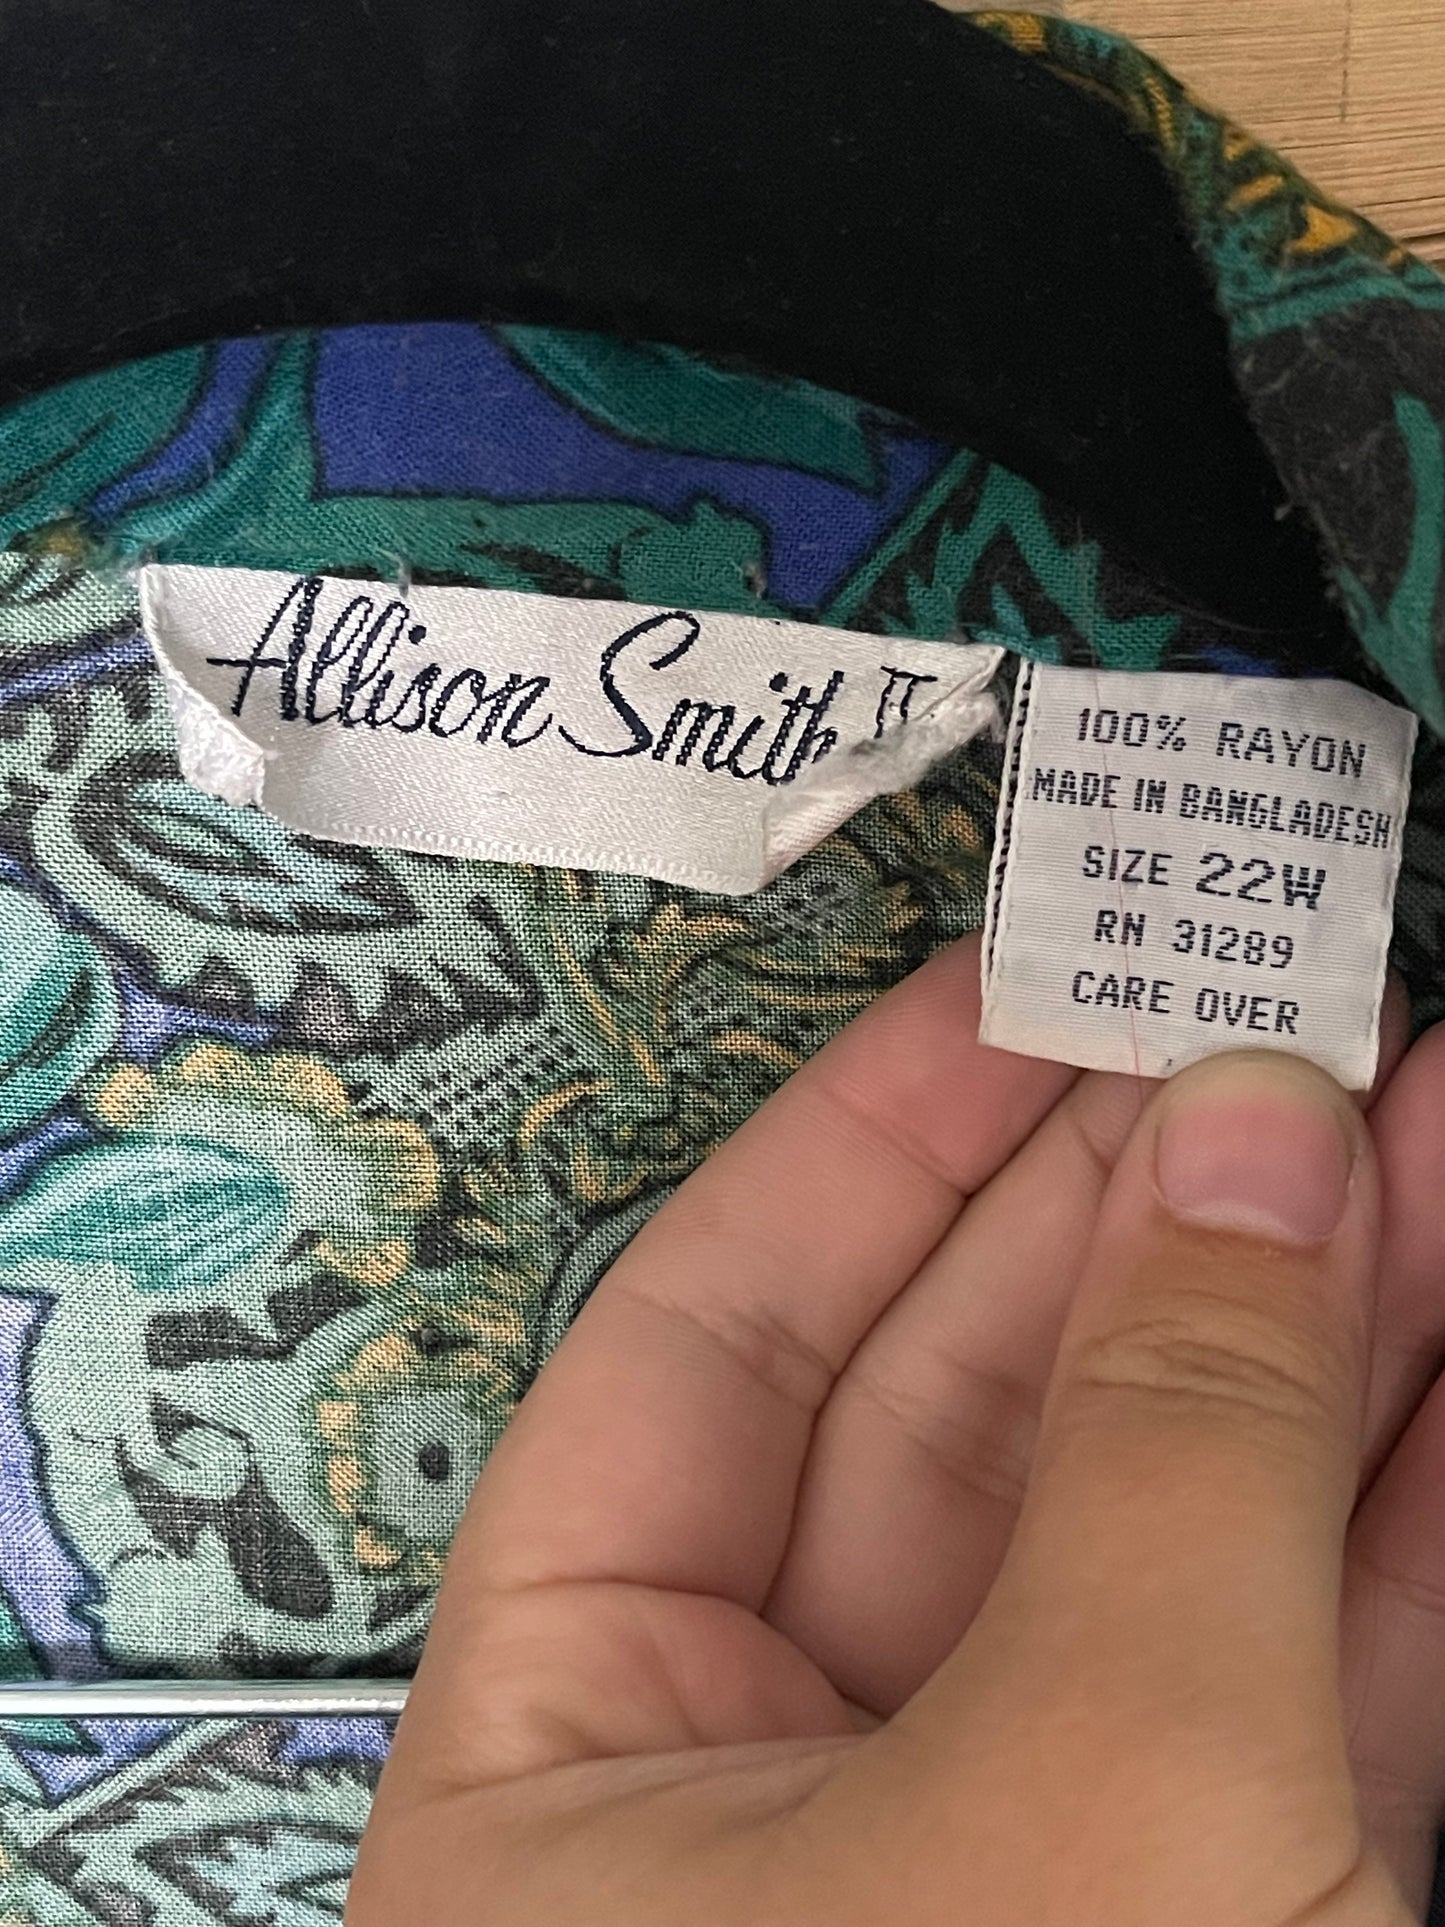 Allison Smith II
100% RAYON
MADE IN BANGLADESH
SIZE 22W
RN 31289
CARE OVER